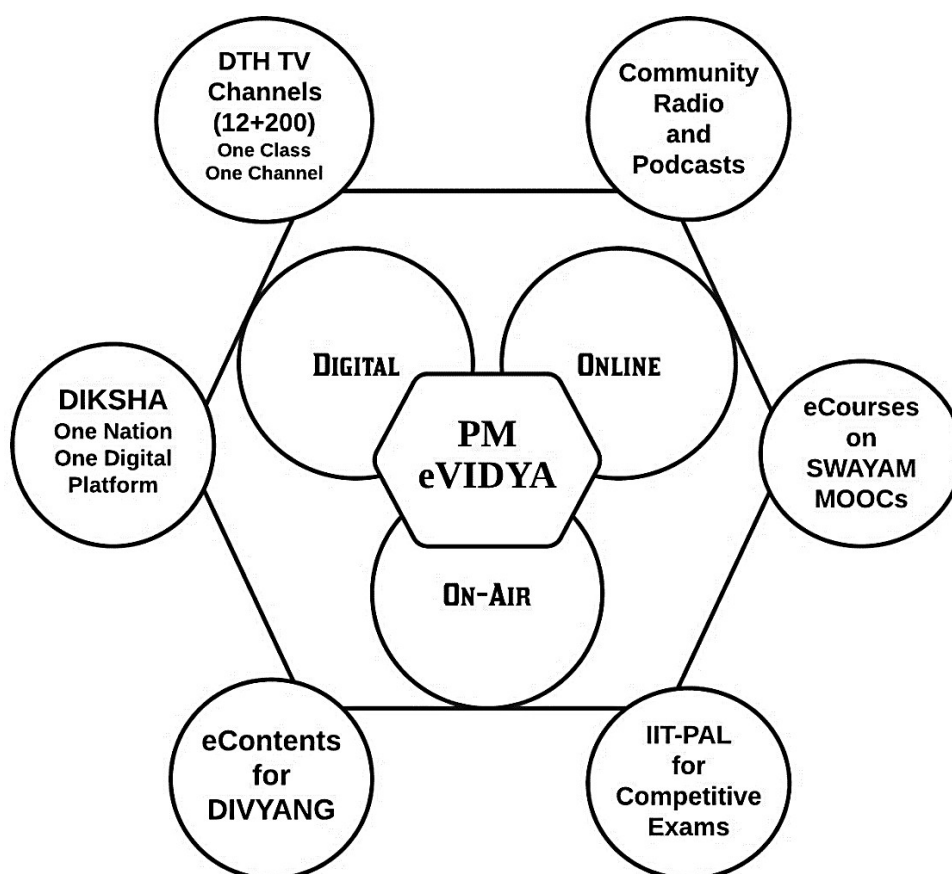 DTH TV
Channels
(12+200)
One Class
One Channel
Community
Radio
and
Podcasts
DIGITAL
ONLINE
DIKSHA
One Nation
One Digital
Platform
PM
eVIDYA
eCourses
on
SWAYAM
MOOCs
ON-AIR
eContents
for
DIVYANG
IIT-PAL
for
Competitive
Exams